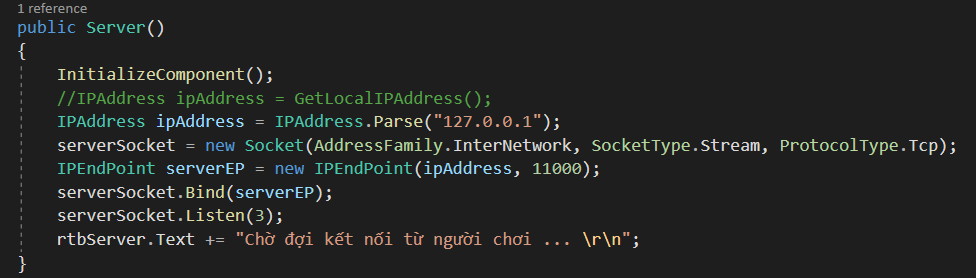 1 reference
public Server()
{
InitializeComponent();
//IPAddress ipAddress = GetLocalIPAddress();
IPAddress ipAddress = IPAddress.Parse("127.0.0.1");
serverSocket = new Socket(AddressFamily.InterNetwork, SocketType.Stream, ProtocolType.Tcp);
IPEndPoint serverEP = new IPEndPoint(ipAddress, 11000);
serverSocket.Bind(serverEP);
serverSocket.Listen(3);
rtbServer.Text += "Chờ đợi kết nối từ người chơi ... \r\n";
}